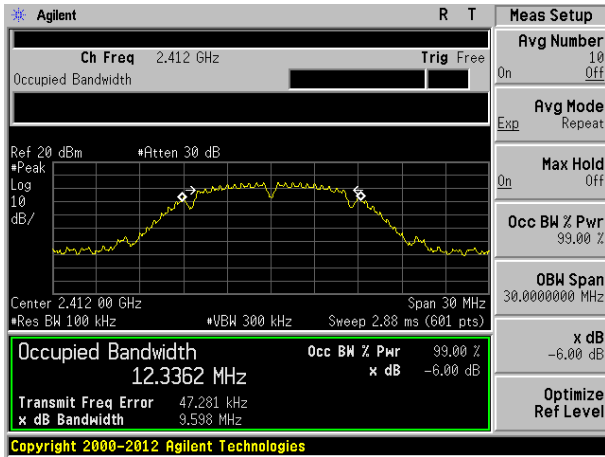 Agilent R T
Ch Freq 2.412 GHz Trig Free
Occupied Bandwidth
Ref 20 dBm #Atten 30 dB
#Peak
Log
10
dB/
Center 2.412 00 GHz Span 30 MHz
#Res BW 100 kHz #VBW 300 kHz Sweep 2.88 ms (601 pts)
Occupied Bandwidth Occ BW % Pwr 99.00 %
12.3362 MHz x dB -6.00 dB
Transmit Freq Error 47.281 kHz
x dB Bandwidth 9.598 MHz
Copyright 2000-2012 Agilent Technologies
Meas Setup
Avg Number
10
On Off
Avg Mode
Exp Repeat
Max Hold
On Off
Occ BW % Pwr
99.00 %
OBW Span
30.0000000 MHz
x dB
-6.00 dB
Optimize
Ref Level